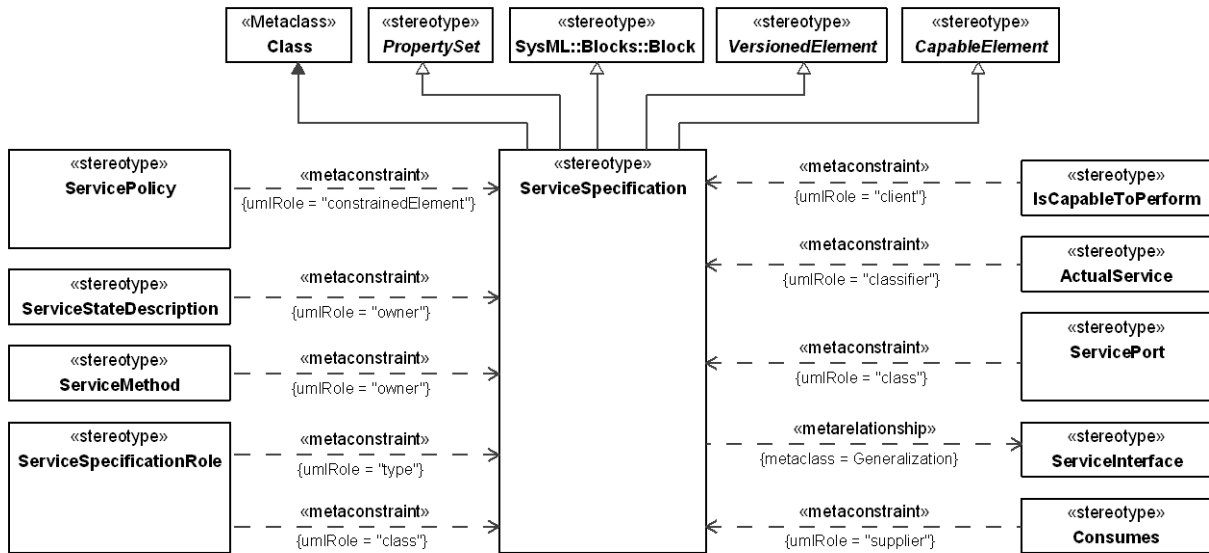 «Metaclass»
Class
«stereotype»
PropertySet
«stereotype»
SysML::Blocks::Block
«stereotype»
VersionedElement
«stereotype»
CapableElement
«stereotype»
ServicePolicy
«metaconstraint»
{umlRole = "constrainedElement"}
«stereotype»
ServiceStateDescription
«metaconstraint»
{umlRole = "owner"}
«stereotype»
ServiceMethod
«metaconstraint»
{umlRole = "owner"}
«stereotype»
ServiceSpecificationRole
«metaconstraint»
{umlRole = "type"}
«metaconstraint»
{umlRole = "class"}
«stereotype»
ServiceSpecification
«metaconstraint»
{umlRole = "client"}
«stereotype»
IsCapableToPerform
«metaconstraint»
{umlRole = "classifier"}
«stereotype»
ActualService
«metaconstraint»
{umlRole = "class"}
«stereotype»
ServicePort
«metarelationship»
{metaclass = Generalization}
«stereotype»
ServiceInterface
«metaconstraint»
{umlRole = "supplier"}
«stereotype»
Consumes